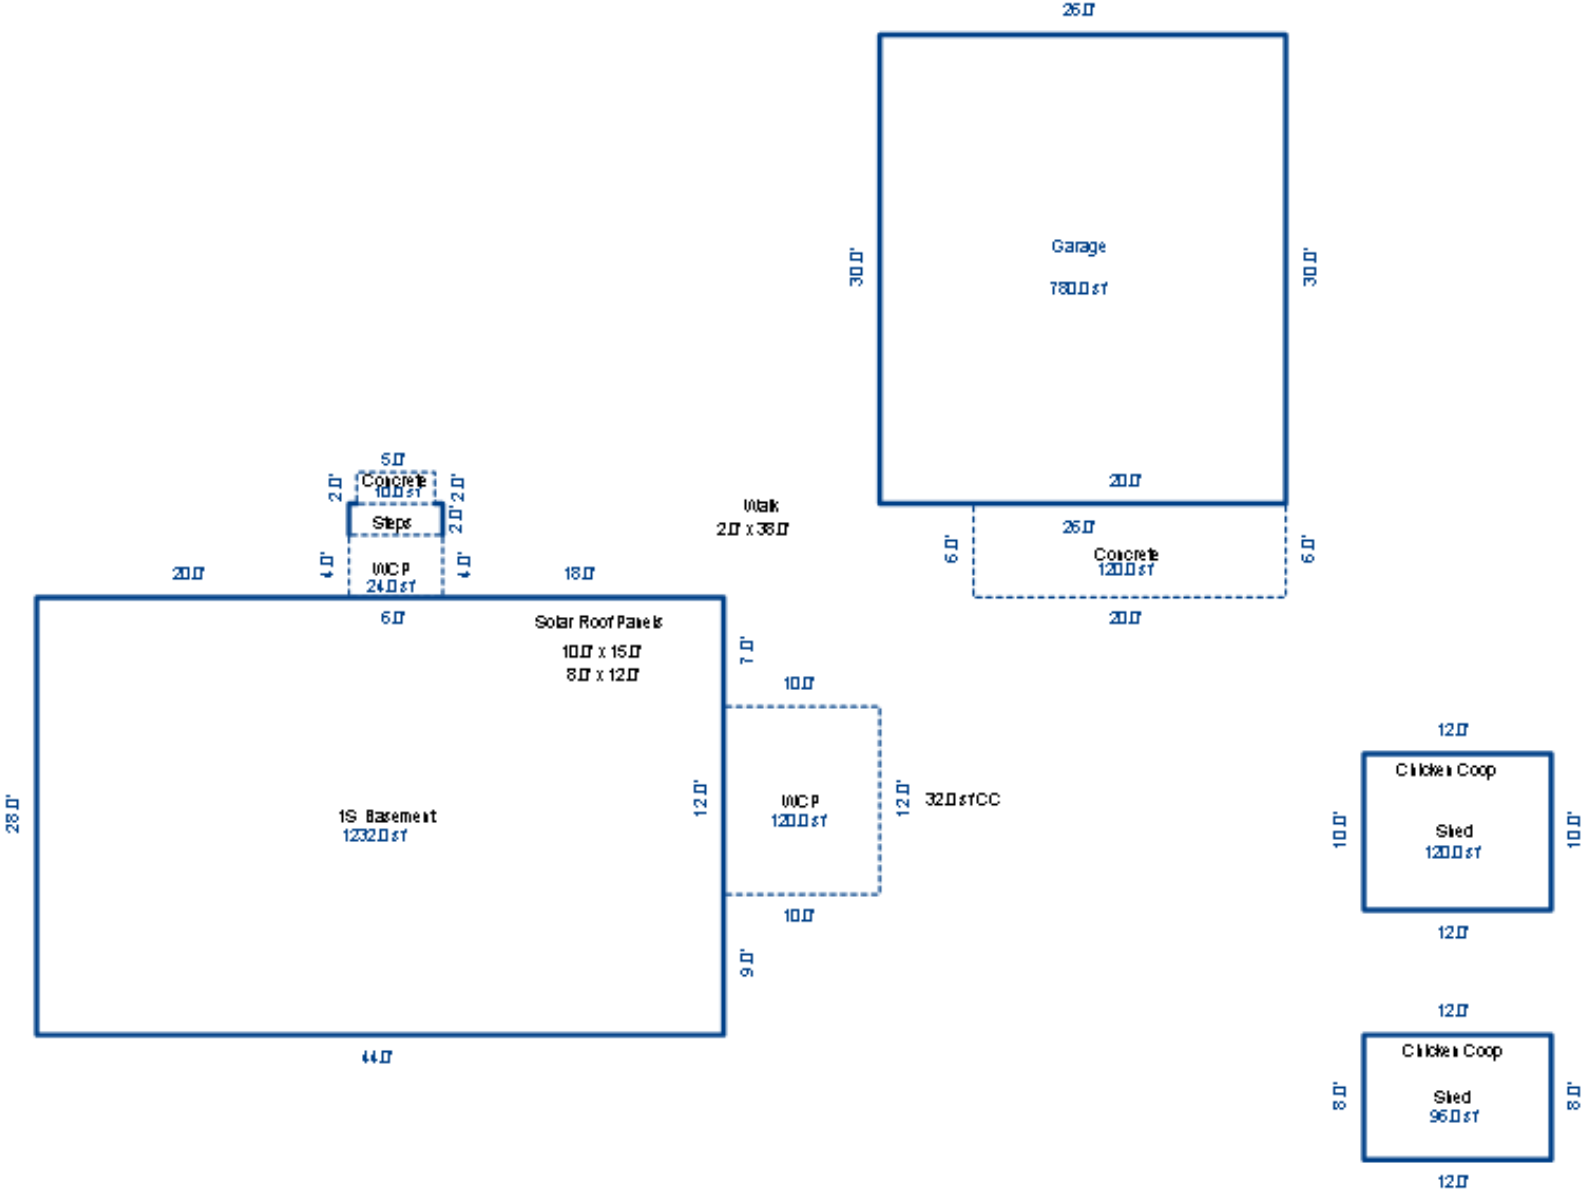 26.0'
30.0'
Garage
780.0 sf
30.0'
20.0'
26.0'
6.0'
Concrete
120.0 sf
6.0'
20.0'
5.0'
2.0'
Concrete
10.0 sf
2.0'
Steps
2.0'
4.0'
WCP
24.0 sf
4.0'
Walk
2.0' x 38.0'
20.0'
18.0'
6.0'
Solar Roof Panels
10.0' x 15.0'
8.0' x 12.0'
7.0'
10.0'
28.0'
1S Basement
1232.0 sf
12.0'
WCP
120.0 sf
12.0'
32.0 sf CC
10.0'
9.0'
44.0'
12.0'
Chicken Coop
10.0'
Shed
120.0 sf
10.0'
12.0'
12.0'
Chicken Coop
8.0'
Shed
96.0 sf
8.0'
12.0'